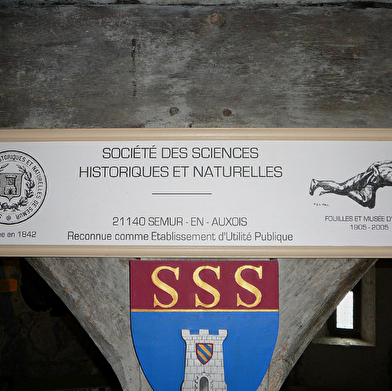 SOCIÉTÉ DES SCIENCES
HISTORIQUES ET NATURELLES
21140 SEMUR - EN - AUXOIS
Reconnue comme Etablissement d'Utilité Publique
en 1842
FOUILLES ET MUSÉE
1905 - 2005
SSS